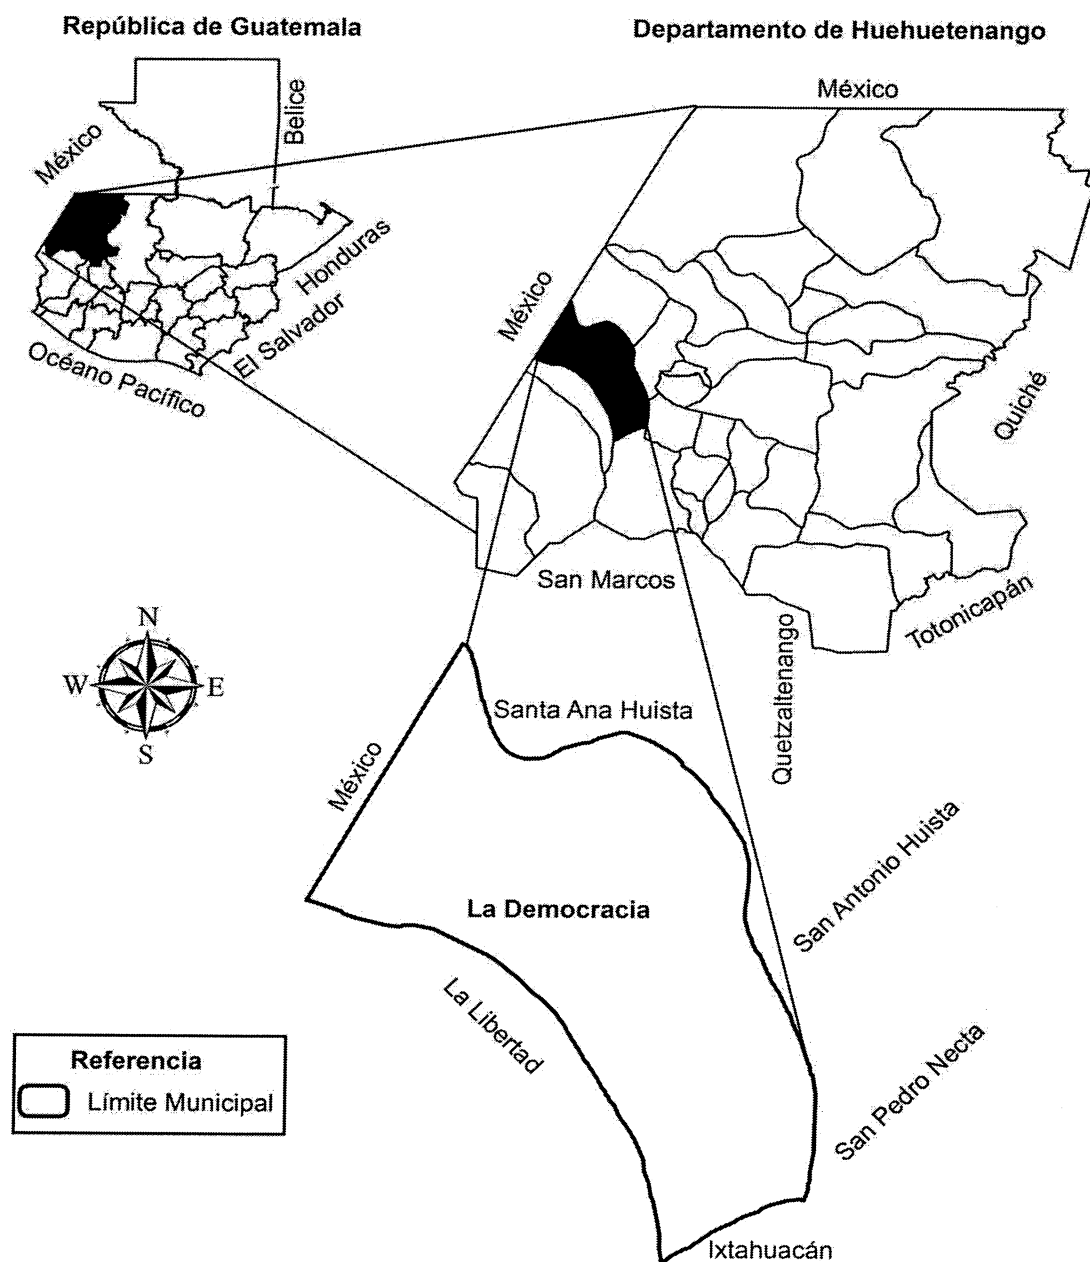 República de Guatemala
Departamento de Huehuetenango
México
Belice
México
Honduras
El Salvador
Océano Pacífico
México
Quiché
San Marcos
Totonicapán
Quetzaltenango
N
W
E
S
Santa Ana Huista
México
San Antonio Huista
La Democracia
La Libertad
San Pedro Necta
Referencia
Límite Municipal
Ixtahuacán